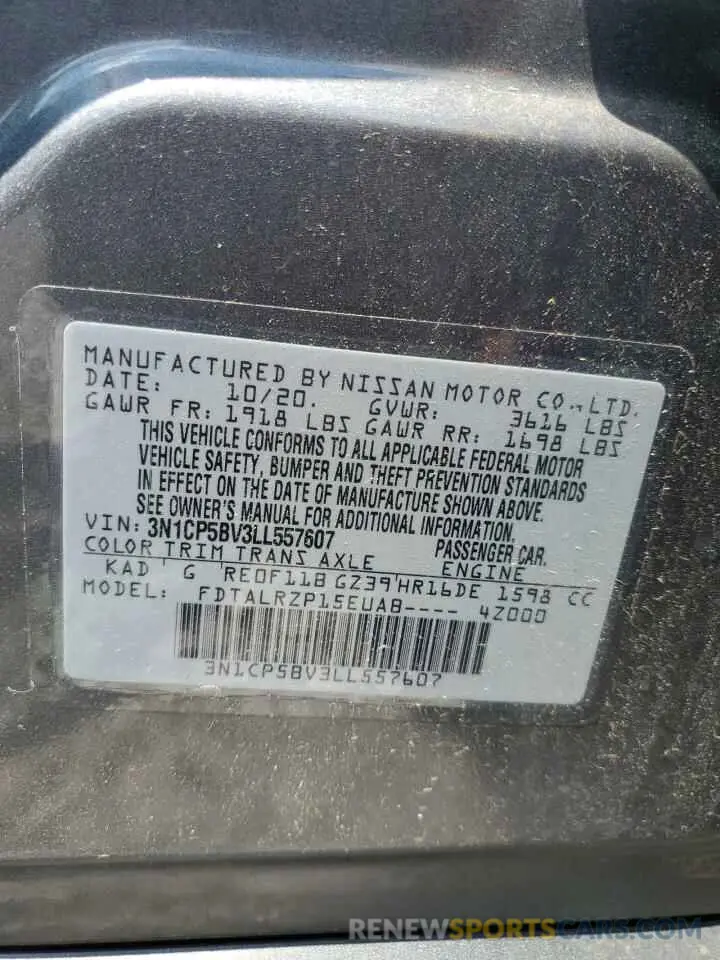 MANUFACTURED BY NISSAN MOTOR CO.,LTD.
DATE: 10/20. GVWR: 3616 LBS
GAWR FR: 1918 LBS GAWR RR: 1698 LBS
THIS VEHICLE CONFORMS TO ALL APPLICABLE FEDERAL MOTOR
VEHICLE SAFETY, BUMPER AND THEFT PREVENTION STANDARDS
IN EFFECT ON THE DATE OF MANUFACTURE SHOWN ABOVE.
SEE OWNER'S MANUAL FOR ADDITIONAL INFORMATION.
VIN: 3N1CP5BV3LL557607 PASSENGER CAR.
COLOR TRIM TRANS AXLE ENGINE
KAD G RE0F11B GZ39 HR16DE 1598 CC
MODEL: FDTALRZP15EUAB---- 4Z000
3N1CP5BV3LL557607
RENEWSPORTSCARS.COM